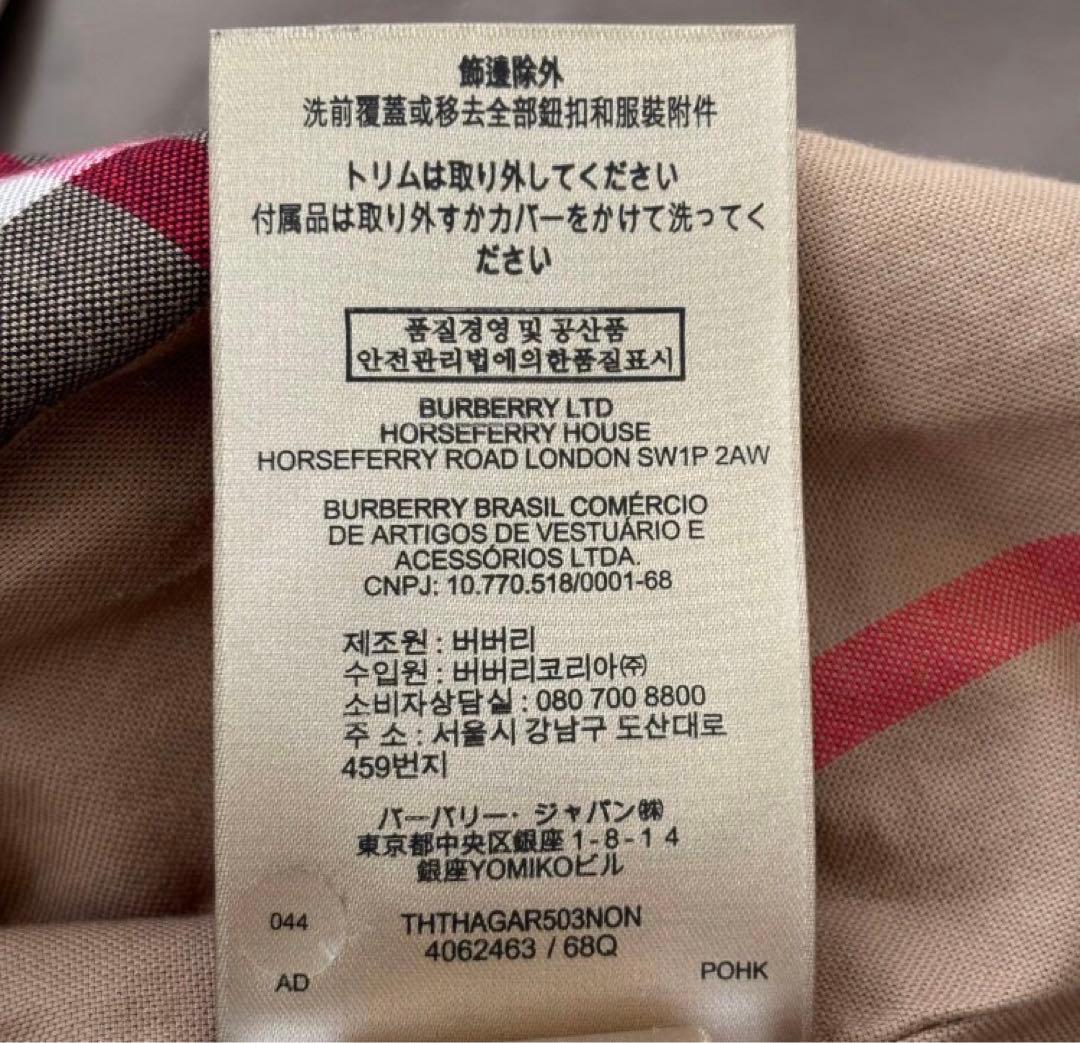 飾邊除外
洗前覆蓋或移去全部鈕扣和服裝附件
トリムは取り外してください
付属品は取り外すかカバーをかけて洗ってく
ださい
품질경영 및 공산품
안전관리법에의한품질표시
BURBERRY LTD
HORSEFERRY HOUSE
HORSEFERRY ROAD LONDON SW1P 2AW
BURBERRY BRASIL COMÉRCIO
DE ARTIGOS DE VESTUÁRIO E
ACESSÓRIOS LTDA.
CNPJ: 10.770.518/0001-68
제조원 : 버버리
수입원 : 버버리코리아㈜
소비자상담실 : 080 700 8800
주 소 : 서울시 강남구 도산대로
459번지
バーバリー・ジャパン㈱
東京都中央区銀座 1-8-1 4
銀座YOMIKOビル
044
THTHAGAR503NON
4062463 / 68Q
AD
POHK